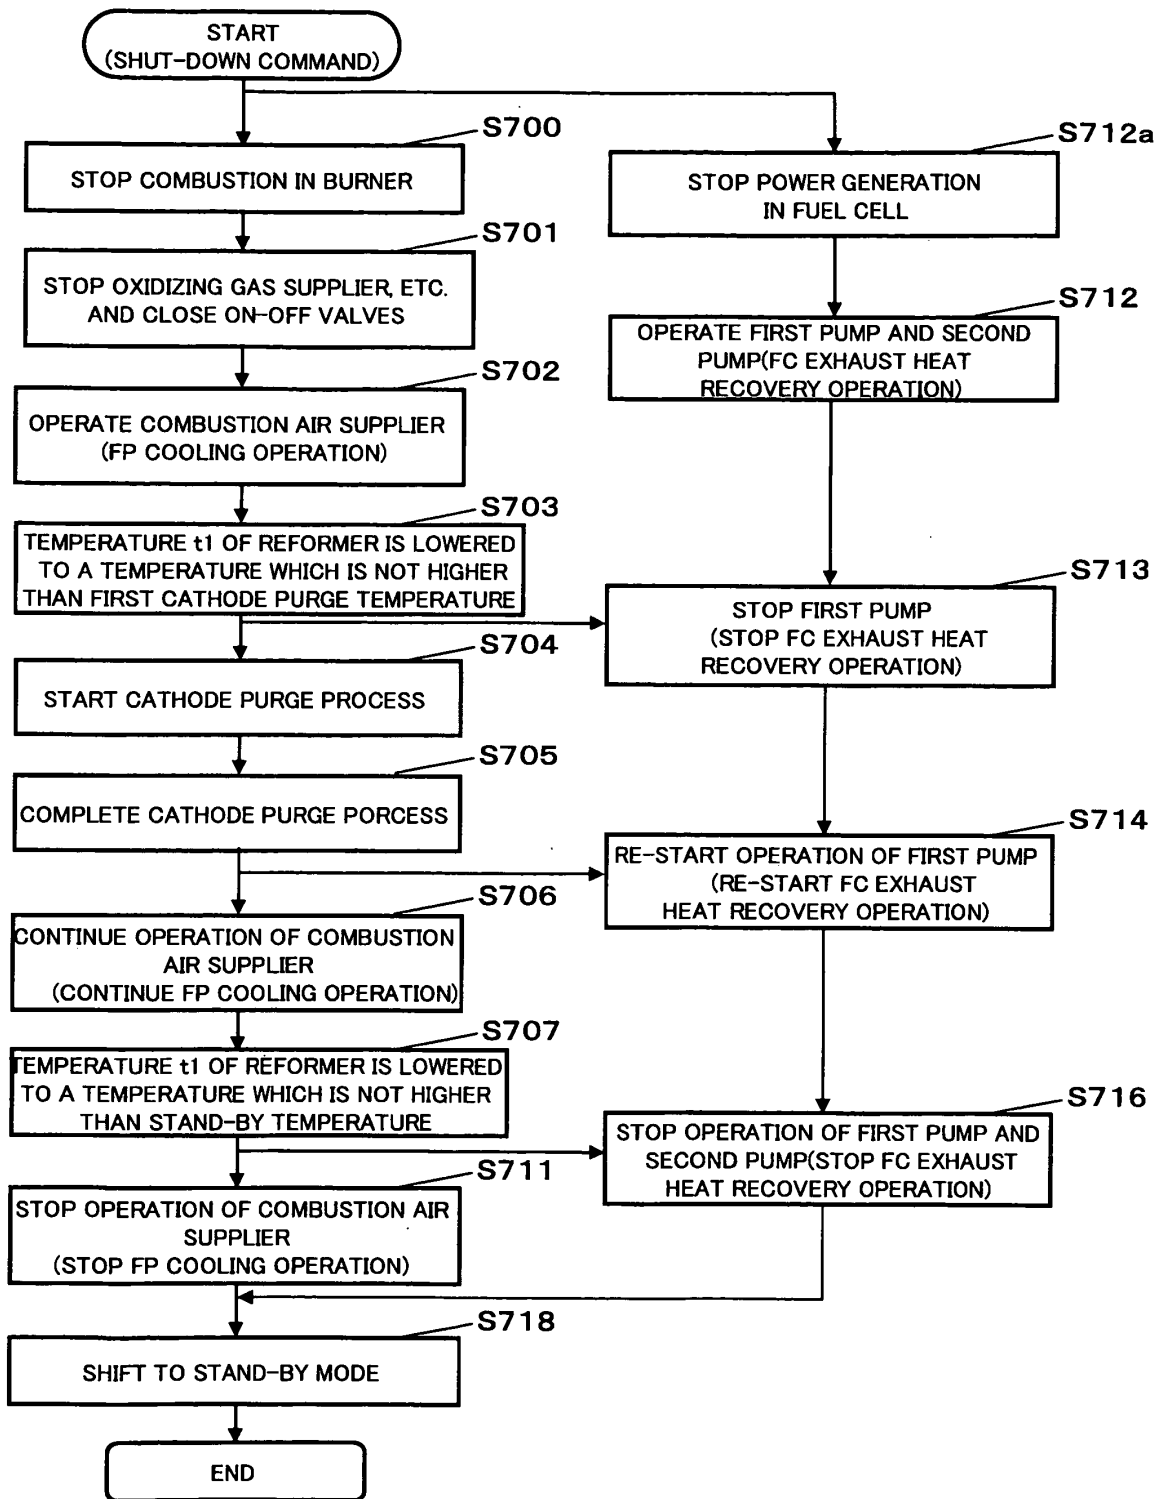 START
(SHUT-DOWN COMMAND)
S700
STOP COMBUSTION IN BURNER
S701
STOP OXIDIZING GAS SUPPLIER, ETC.
AND CLOSE ON-OFF VALVES
S702
OPERATE COMBUSTION AIR SUPPLIER
(FP COOLING OPERATION)
S703
TEMPERATURE t1 OF REFORMER IS LOWERED
TO A TEMPERATURE WHICH IS NOT HIGHER
THAN FIRST CATHODE PURGE TEMPERATURE
S704
START CATHODE PURGE PROCESS
S705
COMPLETE CATHODE PURGE PORCESS
S706
CONTINUE OPERATION OF COMBUSTION
AIR SUPPLIER
(CONTINUE FP COOLING OPERATION)
S707
TEMPERATURE t1 OF REFORMER IS LOWERED
TO A TEMPERATURE WHICH IS NOT HIGHER
THAN STAND-BY TEMPERATURE
S711
STOP OPERATION OF COMBUSTION AIR
SUPPLIER
(STOP FP COOLING OPERATION)
S712a
STOP POWER GENERATION
IN FUEL CELL
S712
OPERATE FIRST PUMP AND SECOND
PUMP(FC EXHAUST HEAT
RECOVERY OPERATION)
S713
STOP FIRST PUMP
(STOP FC EXHAUST HEAT
RECOVERY OPERATION)
S714
RE-START OPERATION OF FIRST PUMP
(RE-START FC EXHAUST
HEAT RECOVERY OPERATION)
S716
STOP OPERATION OF FIRST PUMP AND
SECOND PUMP(STOP FC EXHAUST
HEAT RECOVERY OPERATION)
S718
SHIFT TO STAND-BY MODE
END